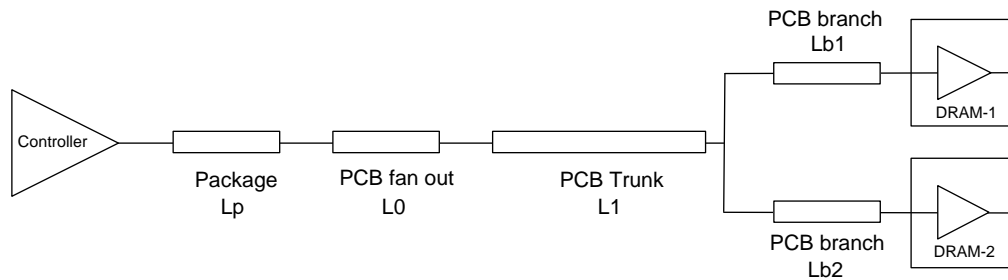 PCB branch
Lb1
DRAM-1
Controller
Package
Lp
PCB fan out
L0
PCB Trunk
L1
PCB branch
Lb2
DRAM-2